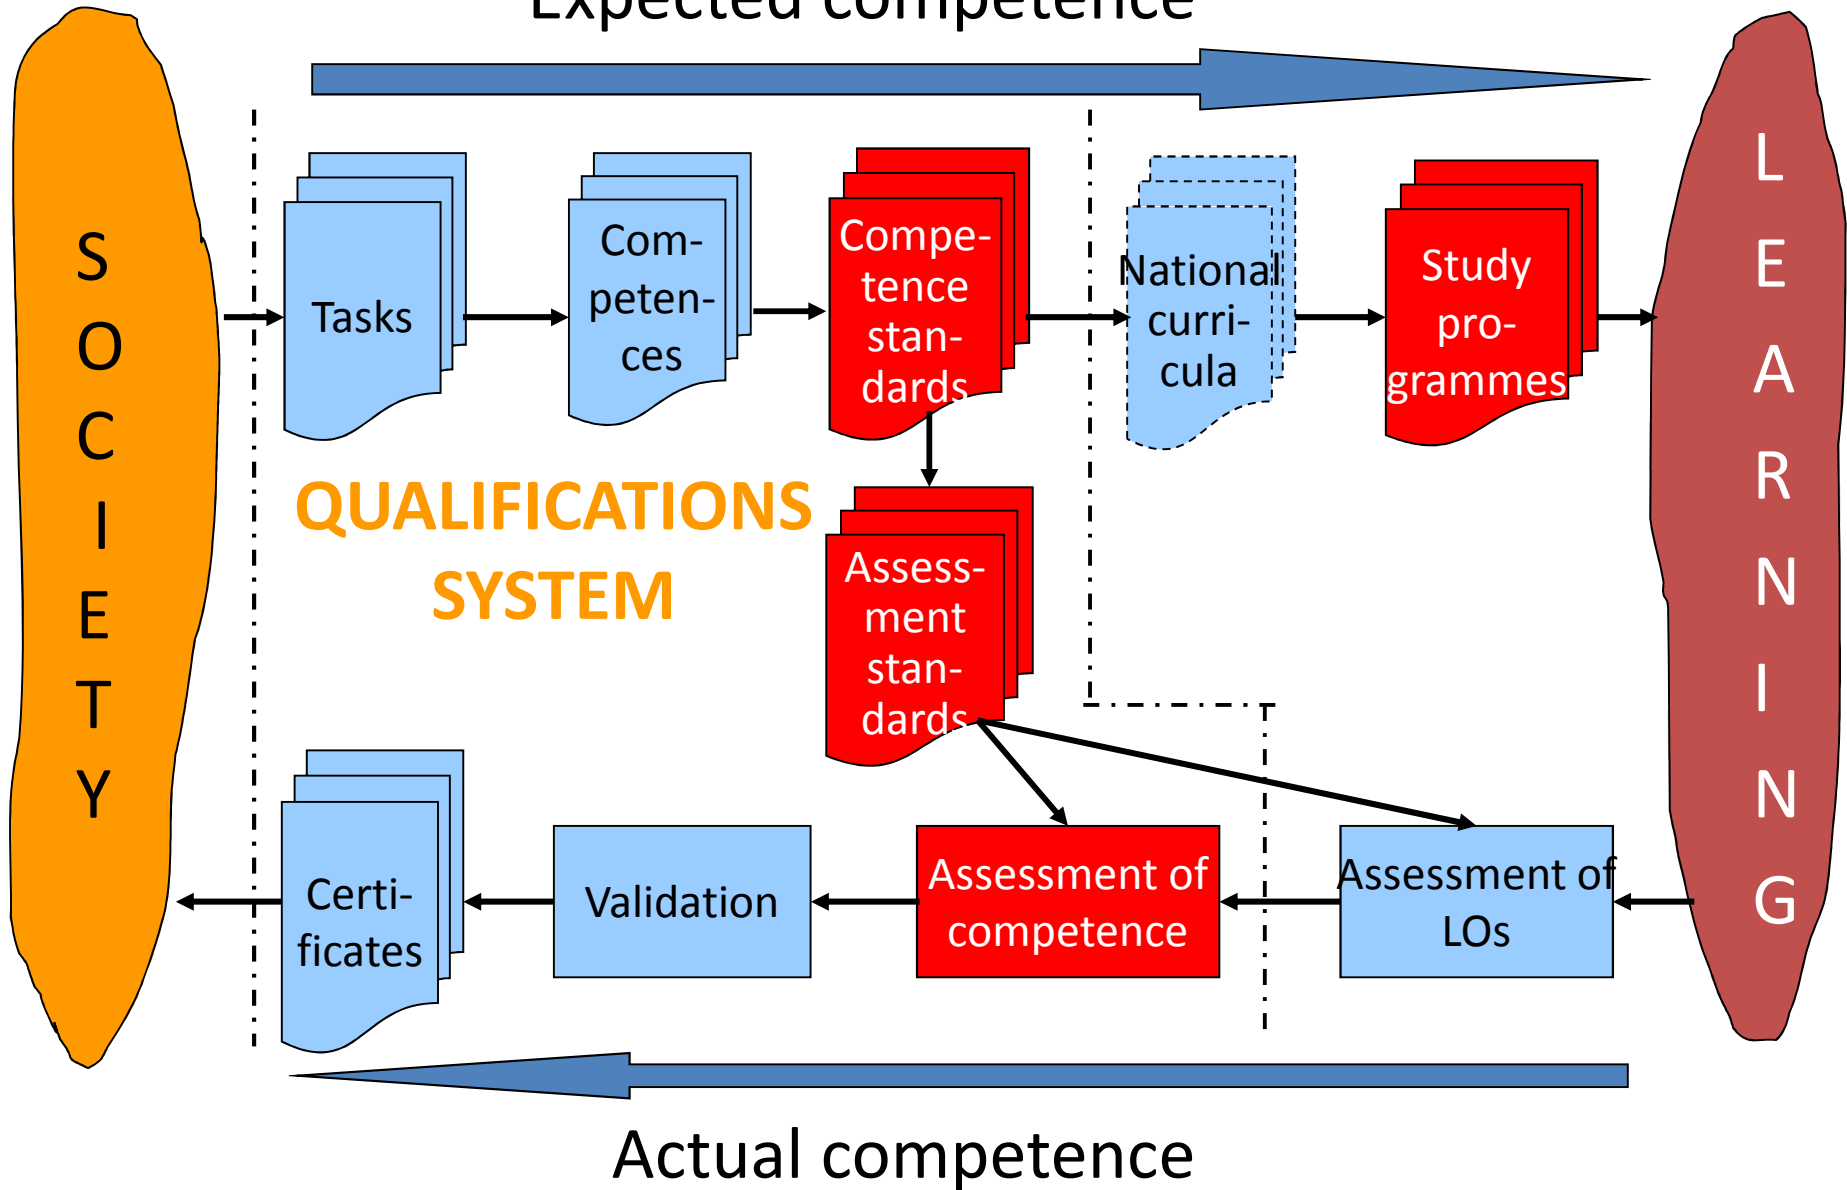 Expected competence
S
O
C
I
E
T
Y
Tasks
Com-
peten-
ces
Compe-
tence
stan-
dards
National
curri-
cula
Study
pro-
grammes
L
E
A
R
N
I
N
G
QUALIFICATIONS
SYSTEM
Assess-
ment
stan-
dards
Certi-
ficates
Validation
Assessment of
competence
Assessment of
LOs
Actual competence